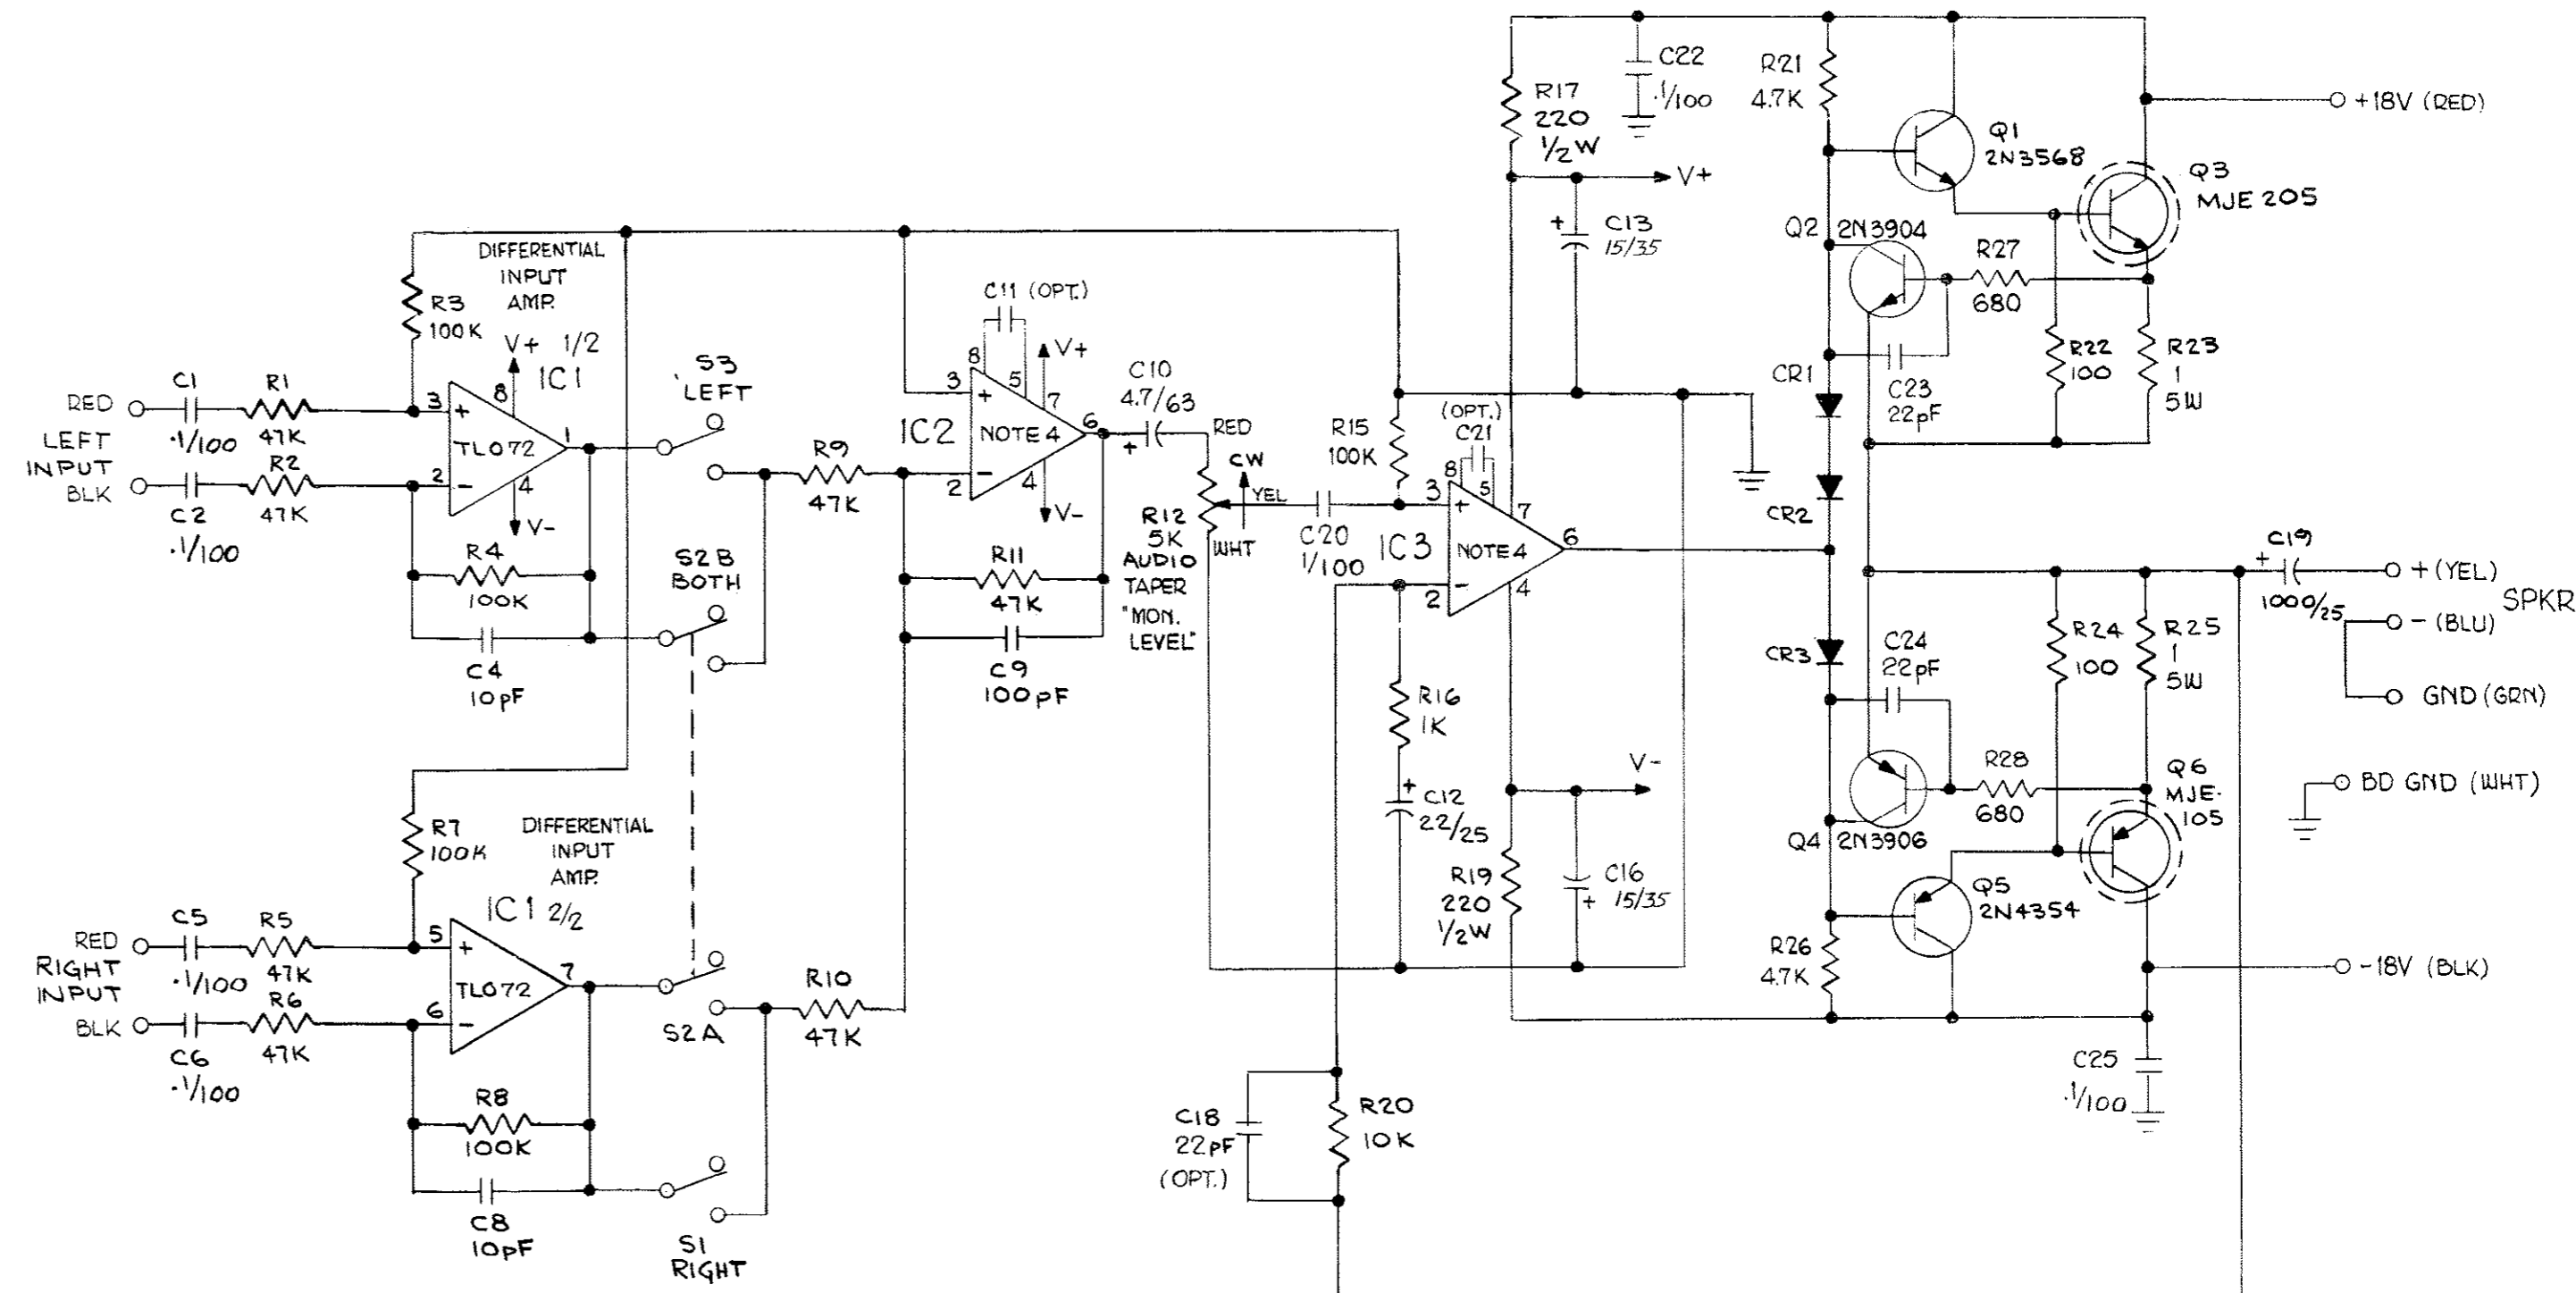 RED
LEFT
INPUT
BLK
C1
.1/100
R1
47K
R2
47K
C2
.1/100
R3
100K
DIFFERENTIAL
INPUT
AMP.
V+
1/2
IC1
8
3
+
TL072
1
2
-
4
V-
R4
100K
C4
10pF
S3
LEFT
S2B
BOTH
RED
RIGHT
INPUT
BLK
C5
.1/100
R5
47K
R6
47K
C6
.1/100
R7
100K
DIFFERENTIAL
INPUT
AMP.
IC1 2/2
5
+
TL072
7
6
-
R8
100K
C8
10pF
S2A
S1
RIGHT
R9
47K
R10
47K
C11 (OPT.)
8
5
V+
7
3
+
IC2
NOTE 4
6
2
-
4
V-
R11
47K
C9
100pF
C10
4.7/63
+
RED
CW
YEL
R12
5K
WHT
AUDIO
TAPER
"MON.
LEVEL"
C20
1/100
R15
100K
(OPT.)
C21
8
5
3
+
7
IC3
NOTE 4
6
2
-
4
R16
1K
+
C12
22/25
C18
22pF
(OPT.)
R20
10K
R17
220
1/2W
C22
.1/100
V+
+
C13
15/35
V-
R19
220
1/2W
C16
+
15/35
R21
4.7K
Q1
2N3568
Q3
MJE 205
Q2
2N3904
R27
680
C23
22pF
R22
100
R23
1
5W
CR1
CR2
CR3
C24
22pF
R24
100
R25
1
5W
R28
680
Q4
2N3906
Q5
2N4354
Q6
MJE-
105
R26
4.7K
C25
.1/100
+18V (RED)
C19
+
1000/25
+ (YEL)
SPKR
- (BLU)
GND (GRN)
BD GND (WHT)
-18V (BLK)